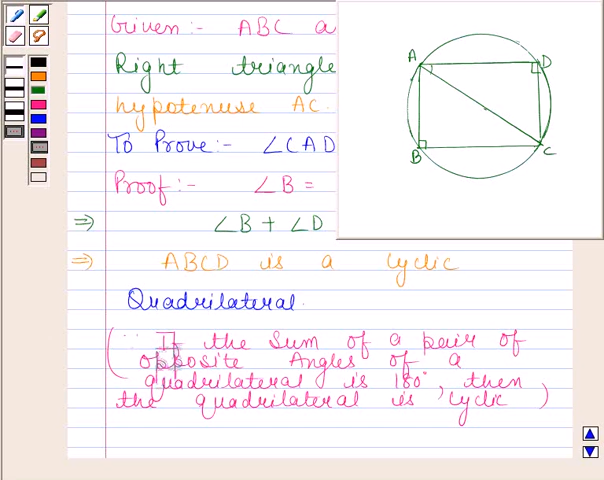 Given:- ABC a
Right triangle
hypotenuse AC.
To Prove:- ∠CAD
Proof:- ∠B =
⇒ ∠B + ∠D
⇒ ABCD is a cyclic
Quadrilateral.
(∵ If the Sum of a pair of
opposite Angles of a
quadrilateral is 180°, then
the quadrilateral is cyclic)
A D
B C